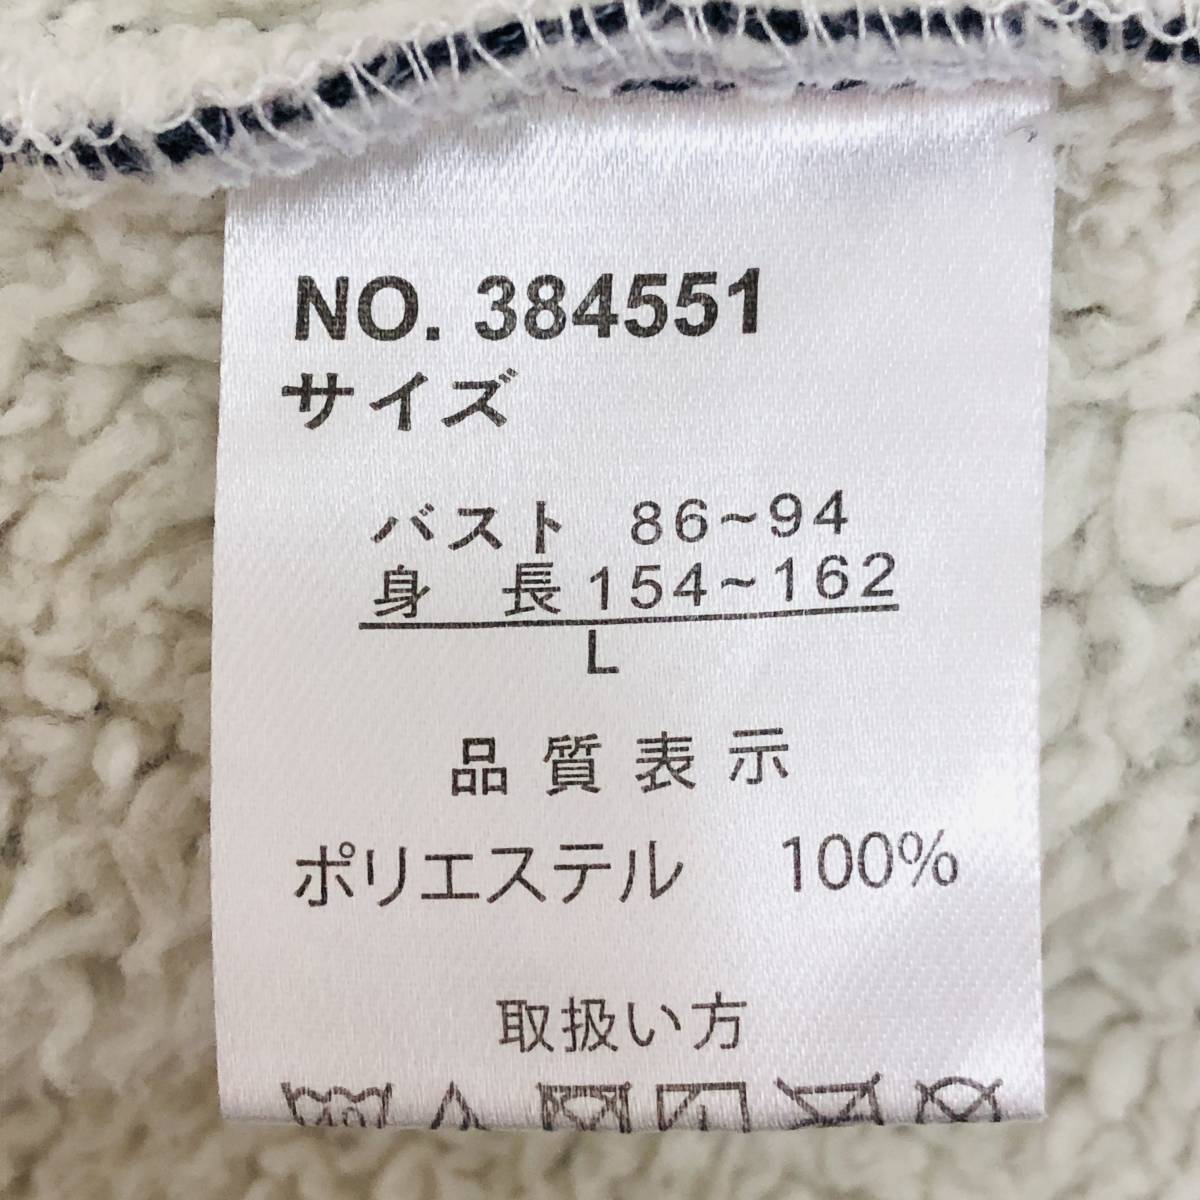 NO. 384551
サイズ
バスト 86~94
身 長 154~162
L
品質表示
ポリエステル 100%
取扱い方